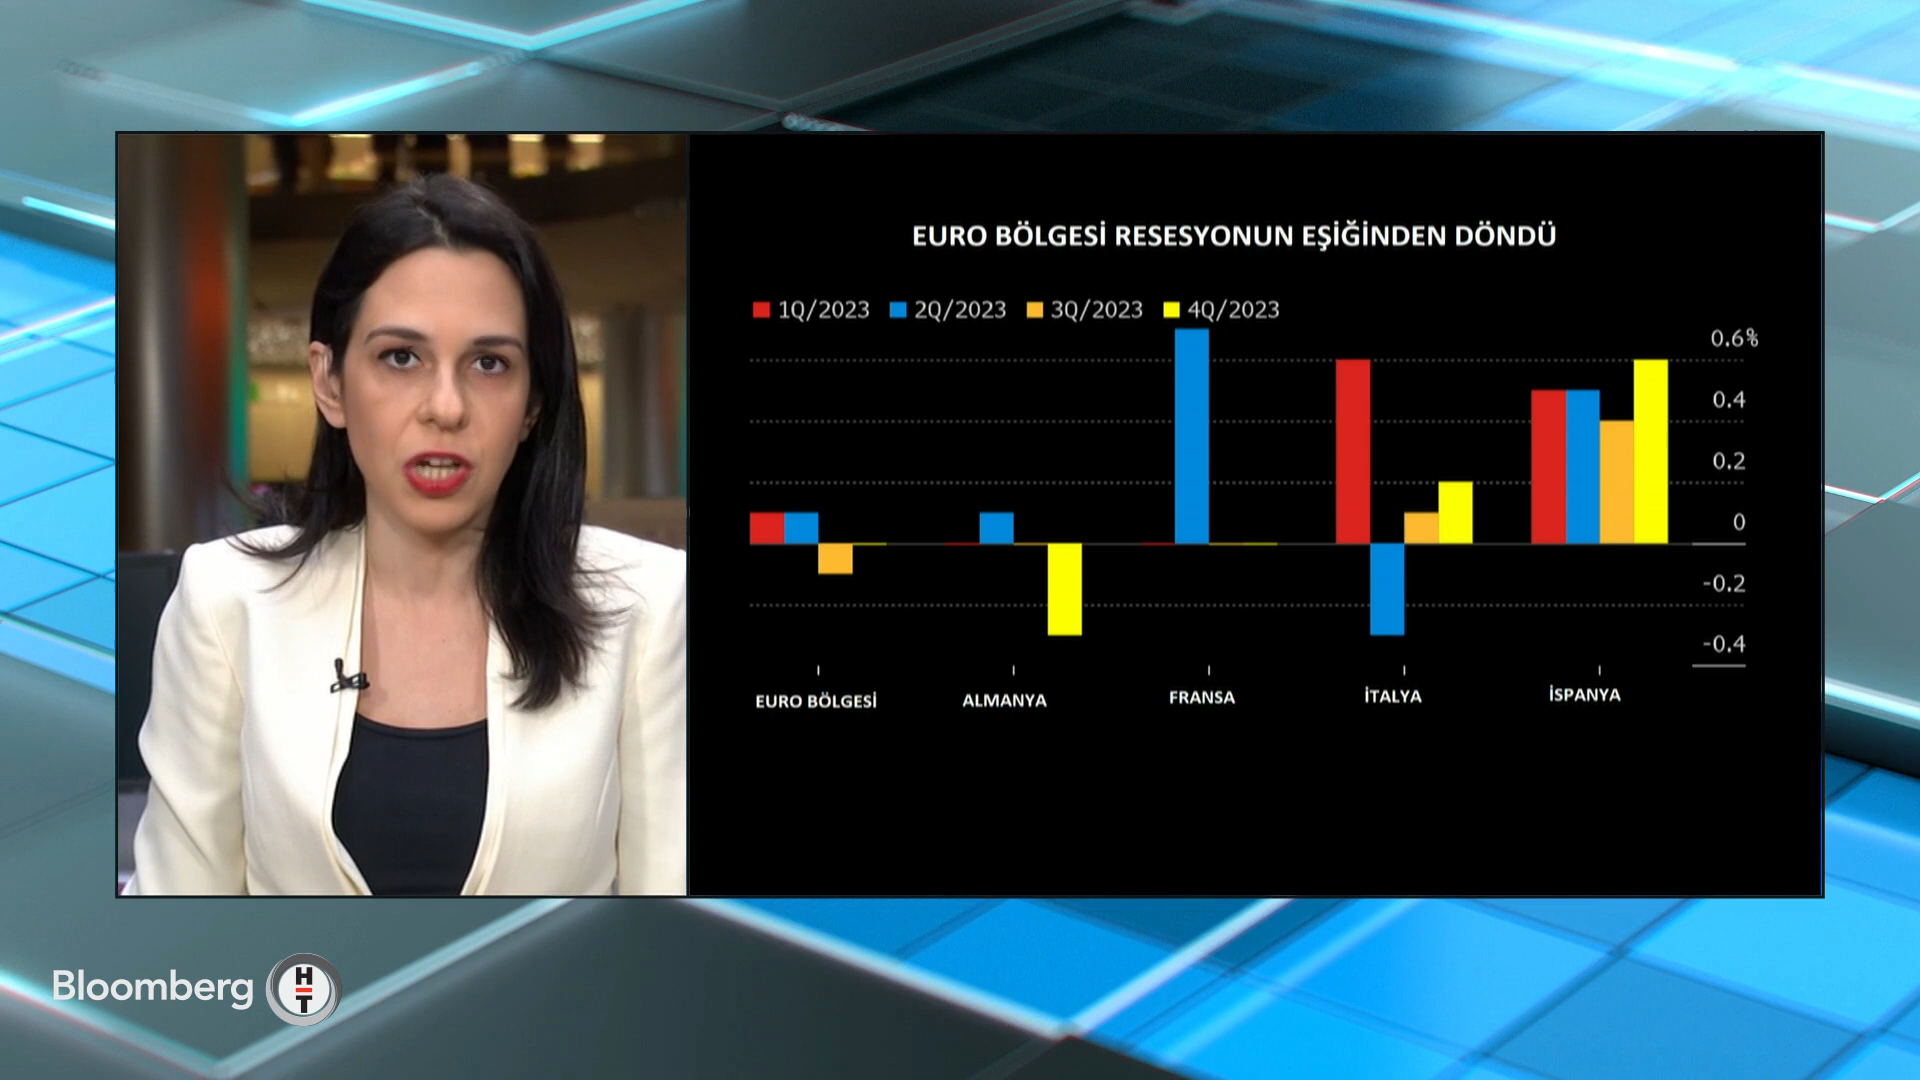 EURO BÖLGESİ RESESYONUN EŞİĞİNDEN DÖNDÜ
1Q/2023 2Q/2023 3Q/2023 4Q/2023
0.6%
0.4
0.2
0
-0.2
-0.4
EURO BÖLGESİ ALMANYA FRANSA İTALYA İSPANYA
Bloomberg HT